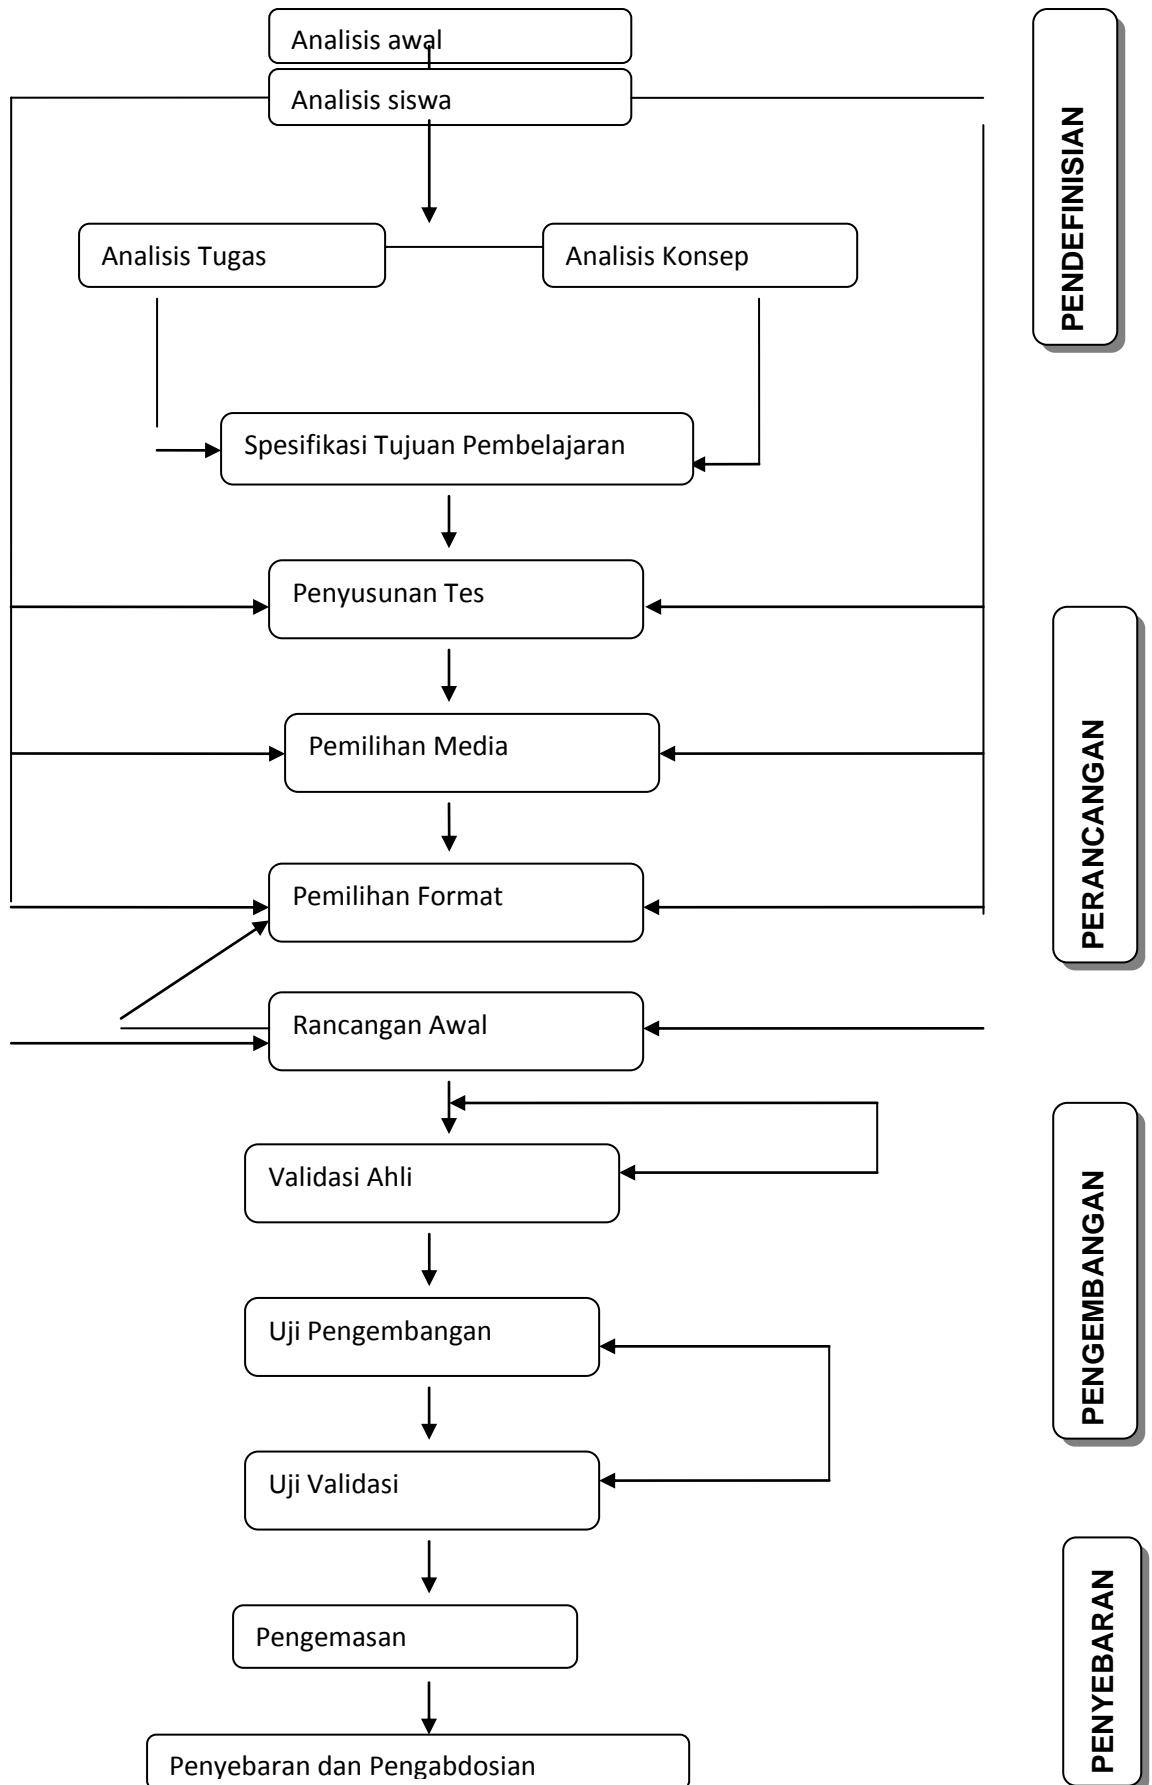 Analisis awal
Analisis siswa
PENDEFINISIAN
Analisis Tugas
Analisis Konsep
Spesifikasi Tujuan Pembelajaran
Penyusunan Tes
PERANCANGAN
Pemilihan Media
Pemilihan Format
Rancangan Awal
PENGEMBANGAN
Validasi Ahli
Uji Pengembangan
Uji Validasi
PENYEBARAN
Pengemasan
Penyebaran dan Pengabdosian